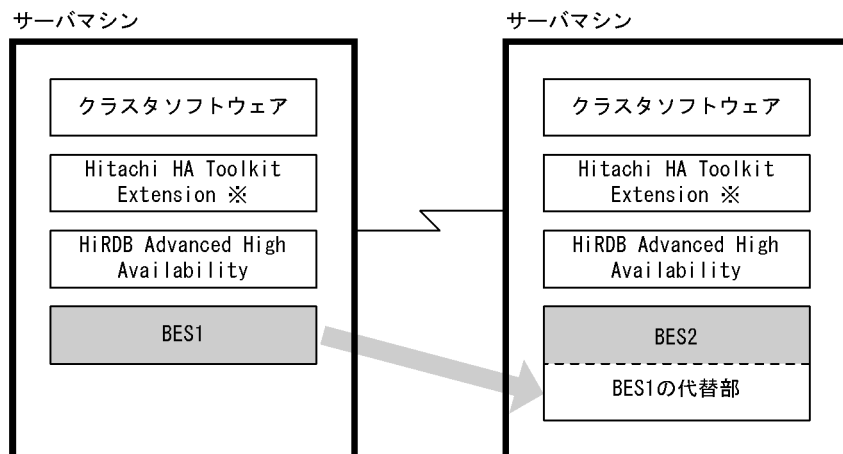 サーバマシン
クラスタソフトウェア
Hitachi HA Toolkit
Extension ※
HiRDB Advanced High
Availability
BES1
サーバマシン
クラスタソフトウェア
Hitachi HA Toolkit
Extension ※
HiRDB Advanced High
Availability
BES2
BES1の代替部